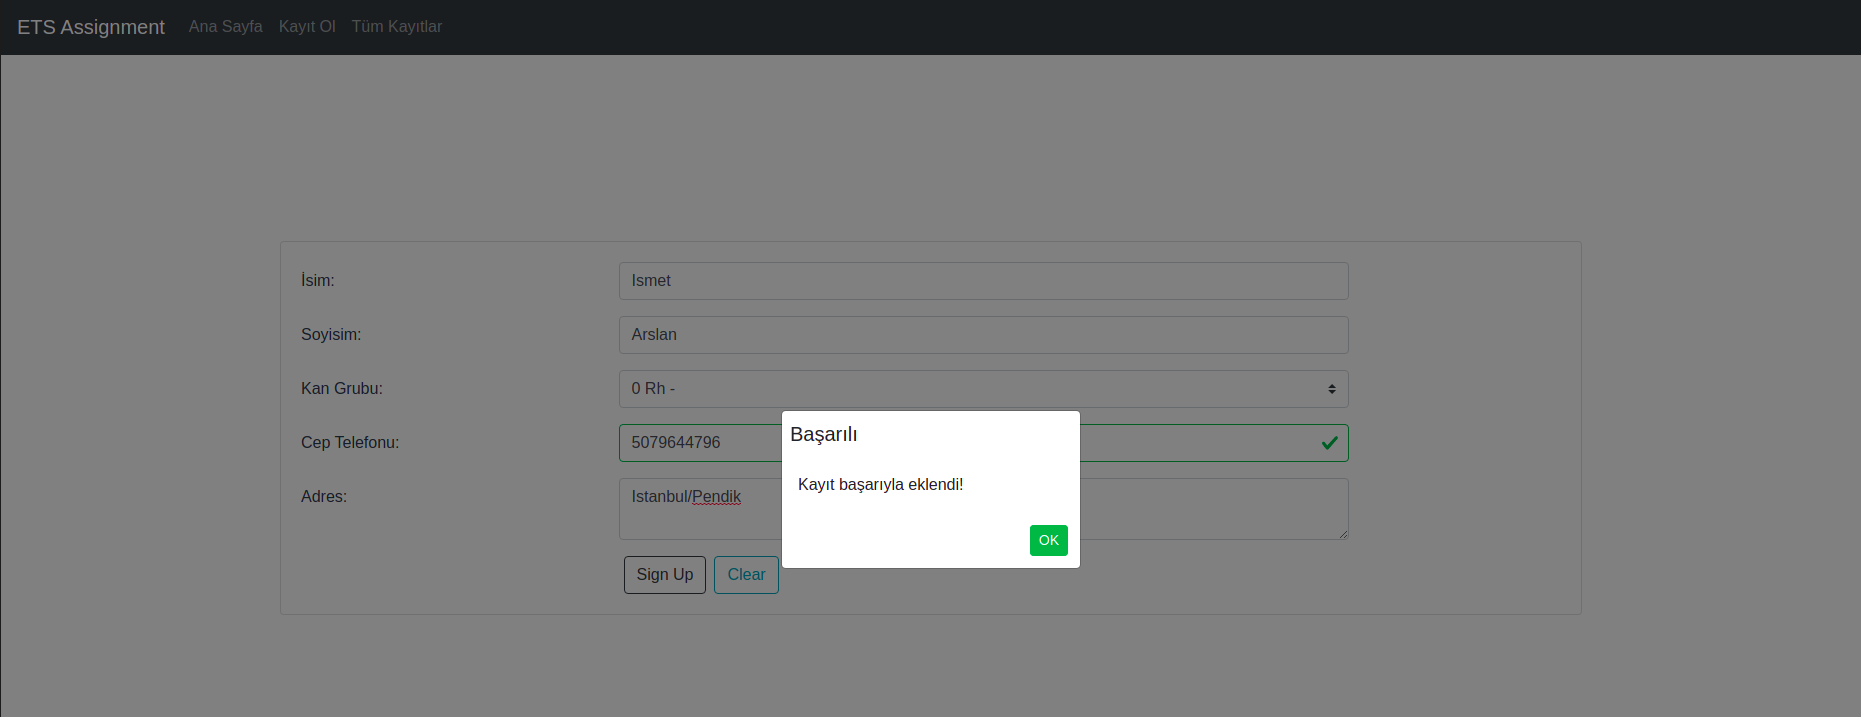 ETS Assignment Ana Sayfa Kayıt Ol Tüm Kayıtlar
İsim: Ismet
Soyisim: Arslan
Kan Grubu: 0 Rh -
Cep Telefonu: 5079644796
Adres: Istanbul/Pendik
Sign Up Clear
Başarılı
Kayıt başarıyla eklendi!
OK